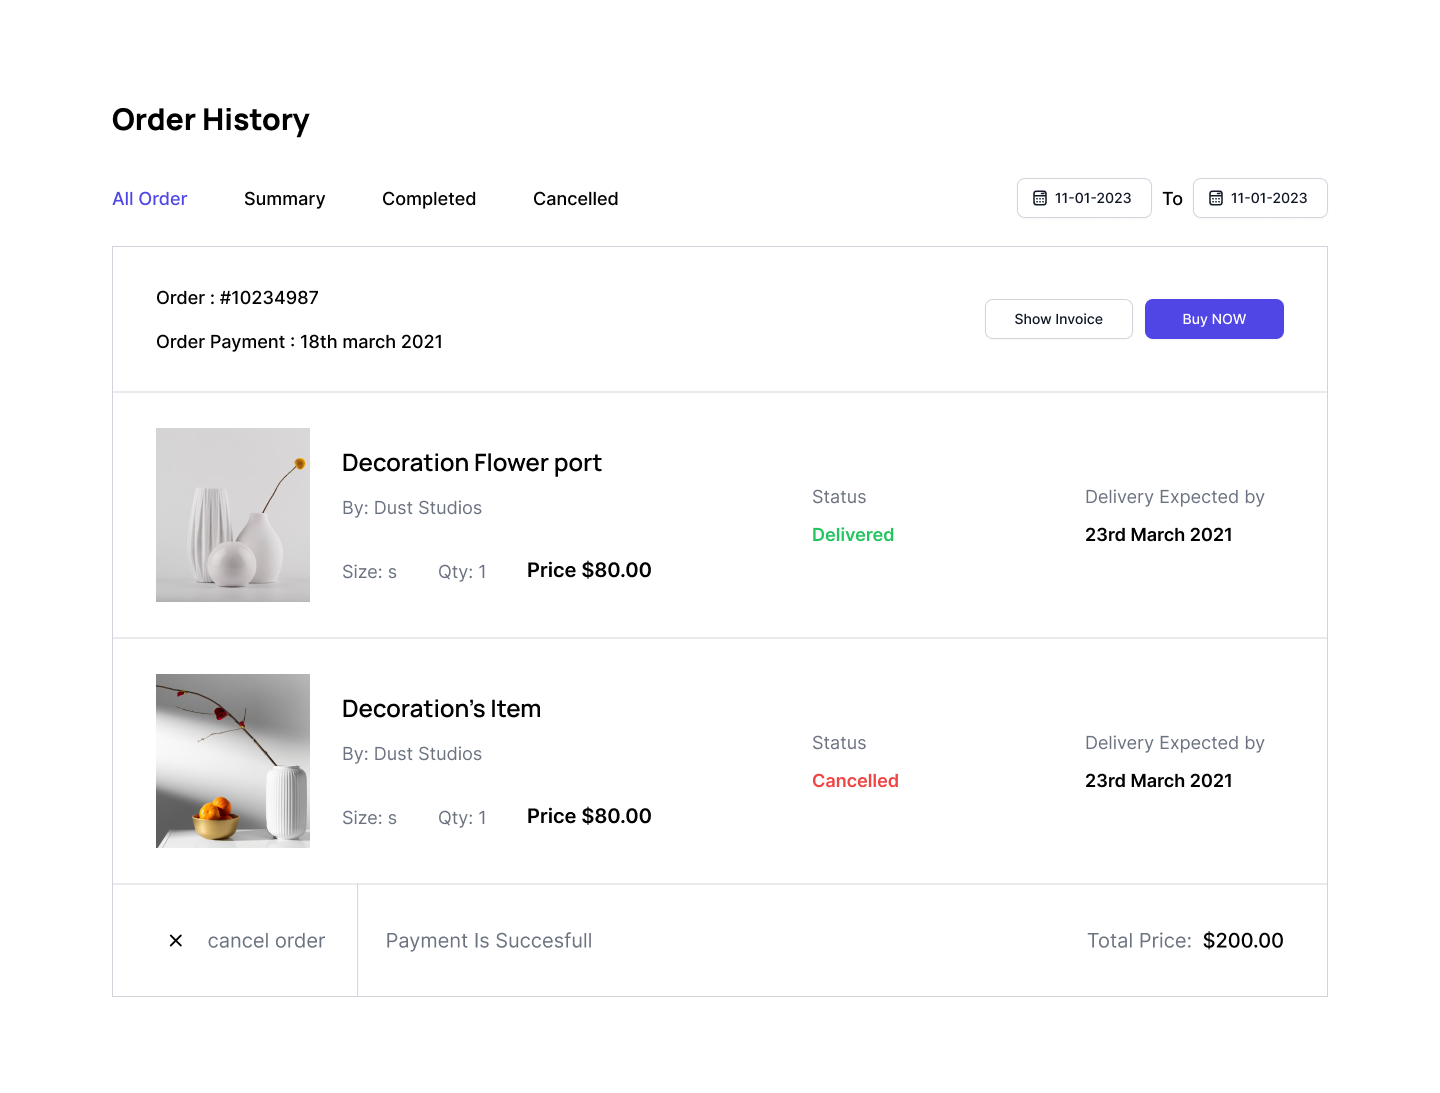 Order History
All Order Summary Completed Cancelled 11-01-2023 To 11-01-2023
Order : #10234987
Order Payment : 18th march 2021
Show Invoice Buy NOW
Decoration Flower port
By: Dust Studios
Size: s Qty: 1 Price $80.00
Status
Delivered
Delivery Expected by
23rd March 2021
Decoration’s Item
By: Dust Studios
Size: s Qty: 1 Price $80.00
Status
Cancelled
Delivery Expected by
23rd March 2021
cancel order Payment Is Succesfull Total Price: $200.00